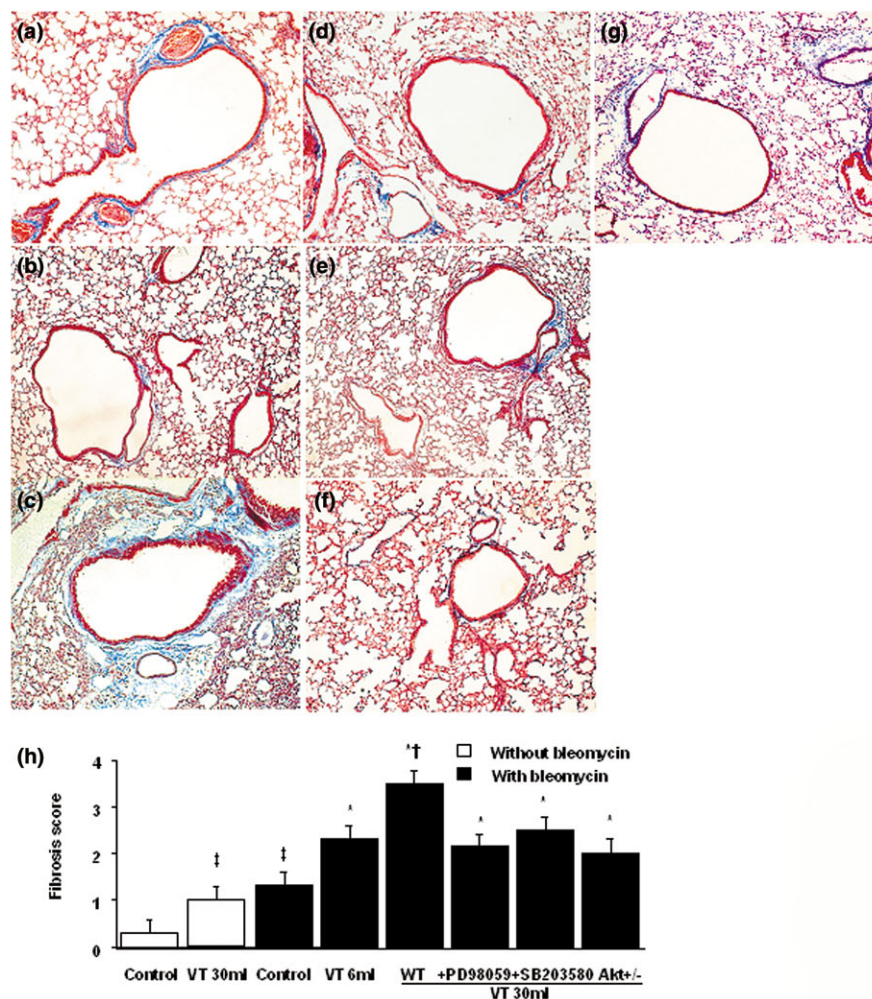 (a)
(d)
(g)
(b)
(e)
(c)
(f)
(h)
4
3
2
1
0
Fibrosis score
Without bleomycin
With bleomycin
‡
‡
*
*†
*
*
*
Control VT 30ml Control VT 6ml WT +PD98059+SB203580 Akt+/-
VT 30ml